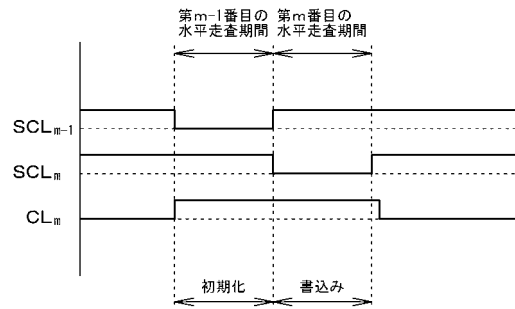 第m-1番目の 第m番目の
水平走査期間 水平走査期間
SCLm-1
SCLm
CLm
初期化 書込み